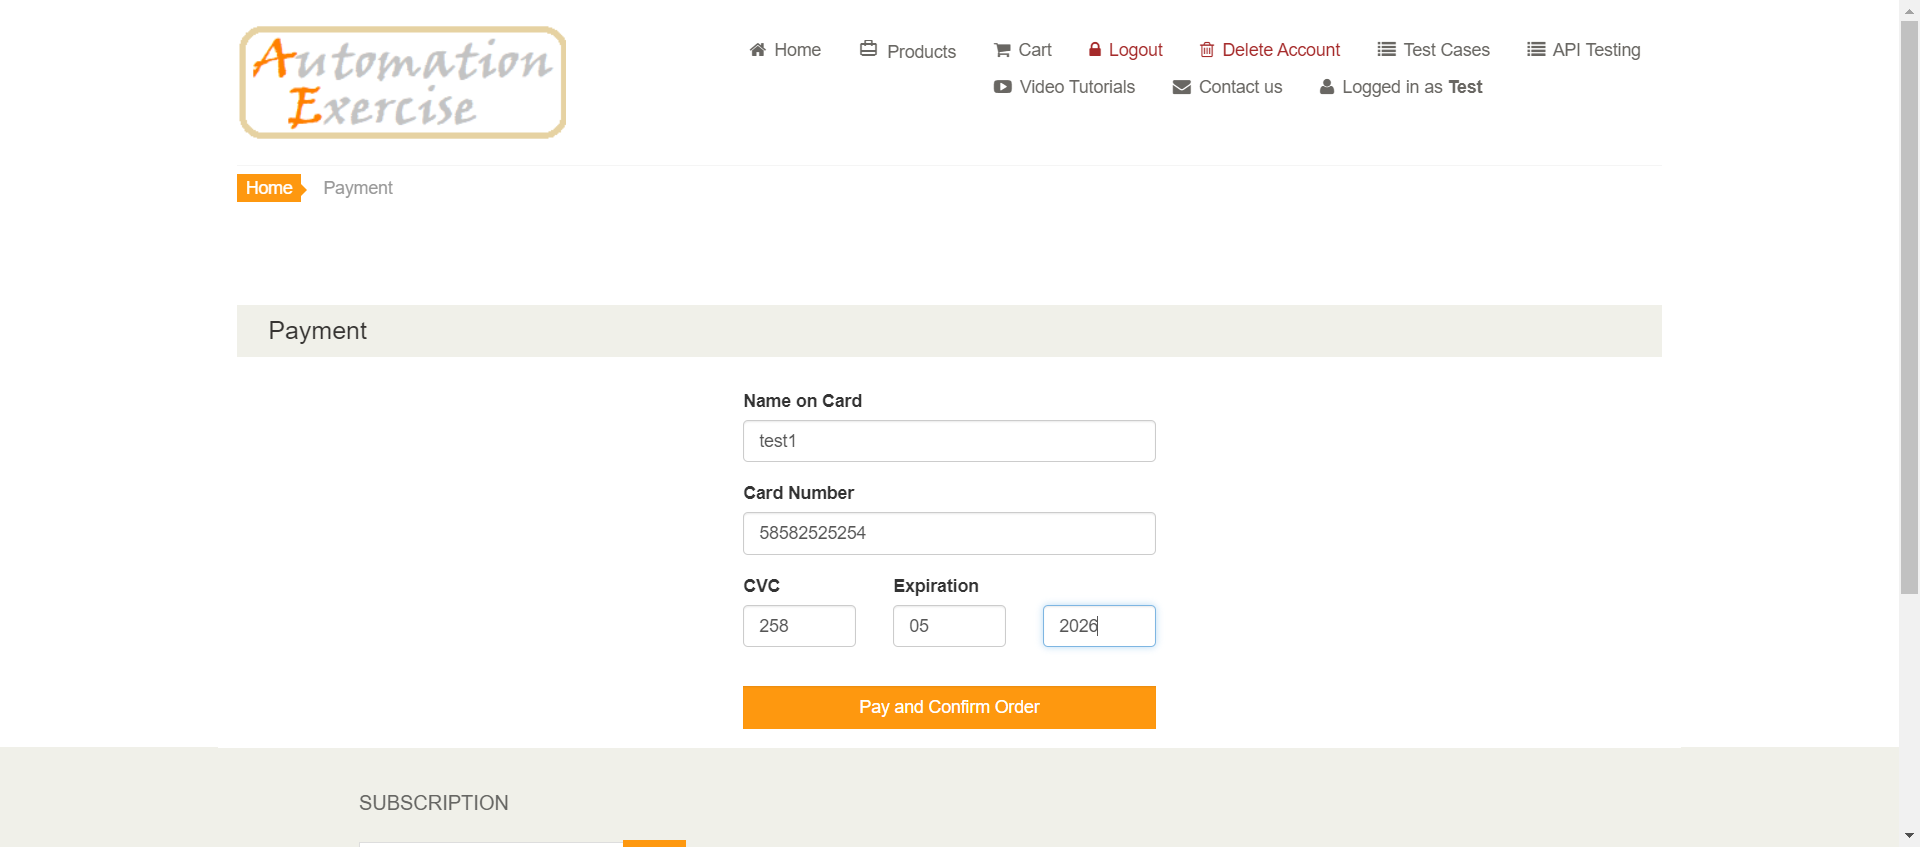 Automation
Exercise
Home Products Cart Logout Delete Account Test Cases API Testing
Video Tutorials Contact us Logged in as Test
Home Payment
Payment
Name on Card
test1
Card Number
58582525254
CVC Expiration
258 05 2026
Pay and Confirm Order
SUBSCRIPTION